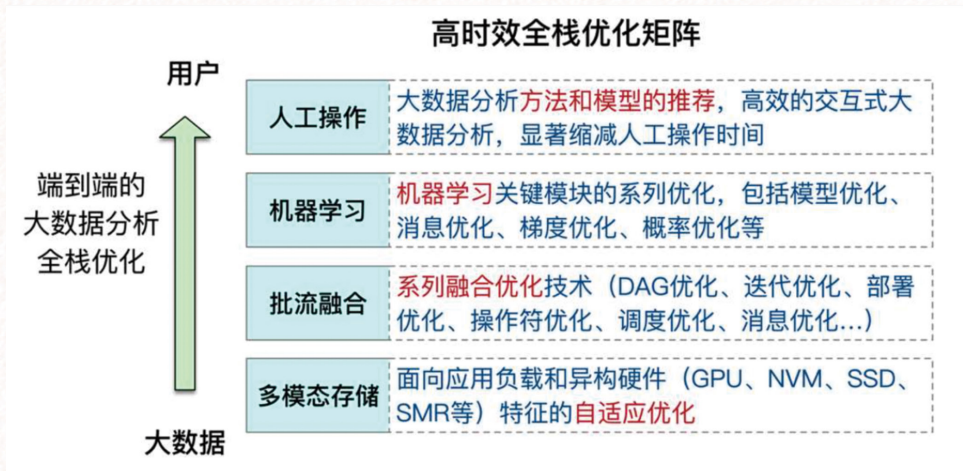 高时效全栈优化矩阵
用户
端到端的
大数据分析
全栈优化
大数据
人工操作
大数据分析方法和模型的推荐，高效的交互式大
数据分析，显著缩减人工操作时间
机器学习
机器学习关键模块的系列优化，包括模型优化、
消息优化、梯度优化、概率优化等
批流融合
系列融合优化技术（DAG优化、迭代优化、部署
优化、操作符优化、调度优化、消息优化...）
多模态存储
面向应用负载和异构硬件（GPU、NVM、SSD、
SMR等）特征的自适应优化